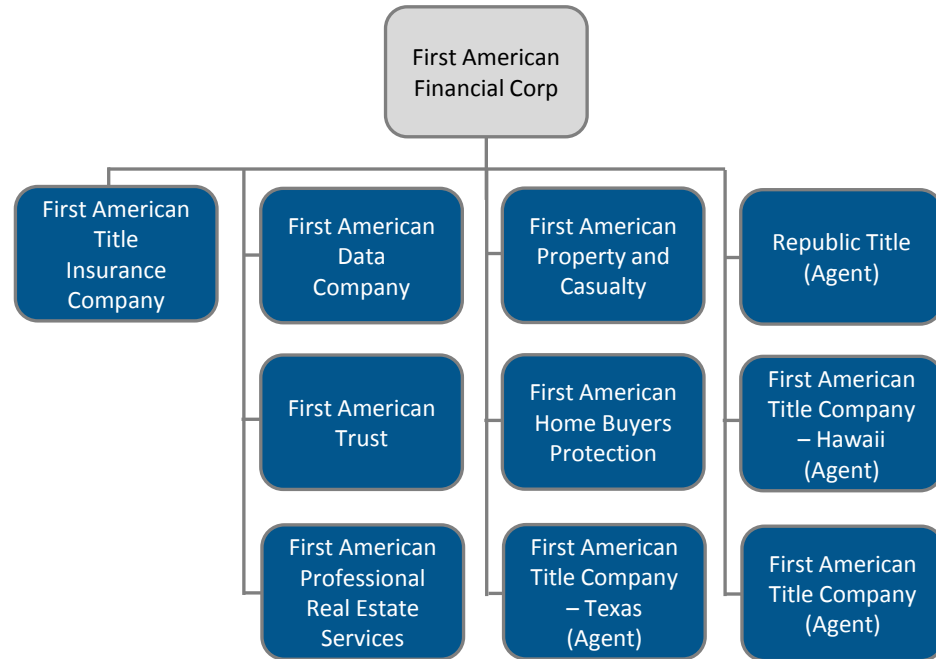 First American
Financial Corp
First American
Title
Insurance
Company
First American
Data
Company
First American
Property and
Casualty
Republic Title
(Agent)
First American
Trust
First American
Home Buyers
Protection
First American
Title Company
– Hawaii
(Agent)
First American
Professional
Real Estate
Services
First American
Title Company
– Texas
(Agent)
First American
Title Company
(Agent)